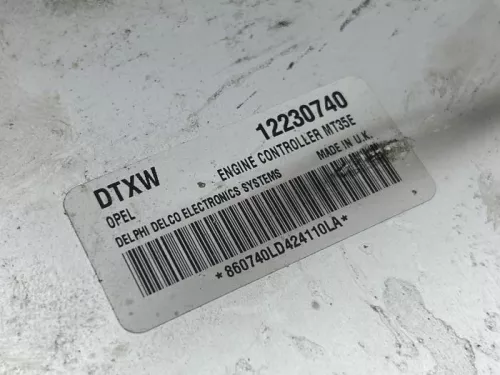 DTXW 12230740
OPEL ENGINE CONTROLLER MT35E
DELPHI DELCO ELECTRONICS SYSTEMS MADE IN U.K.
*860740LD424110LA*